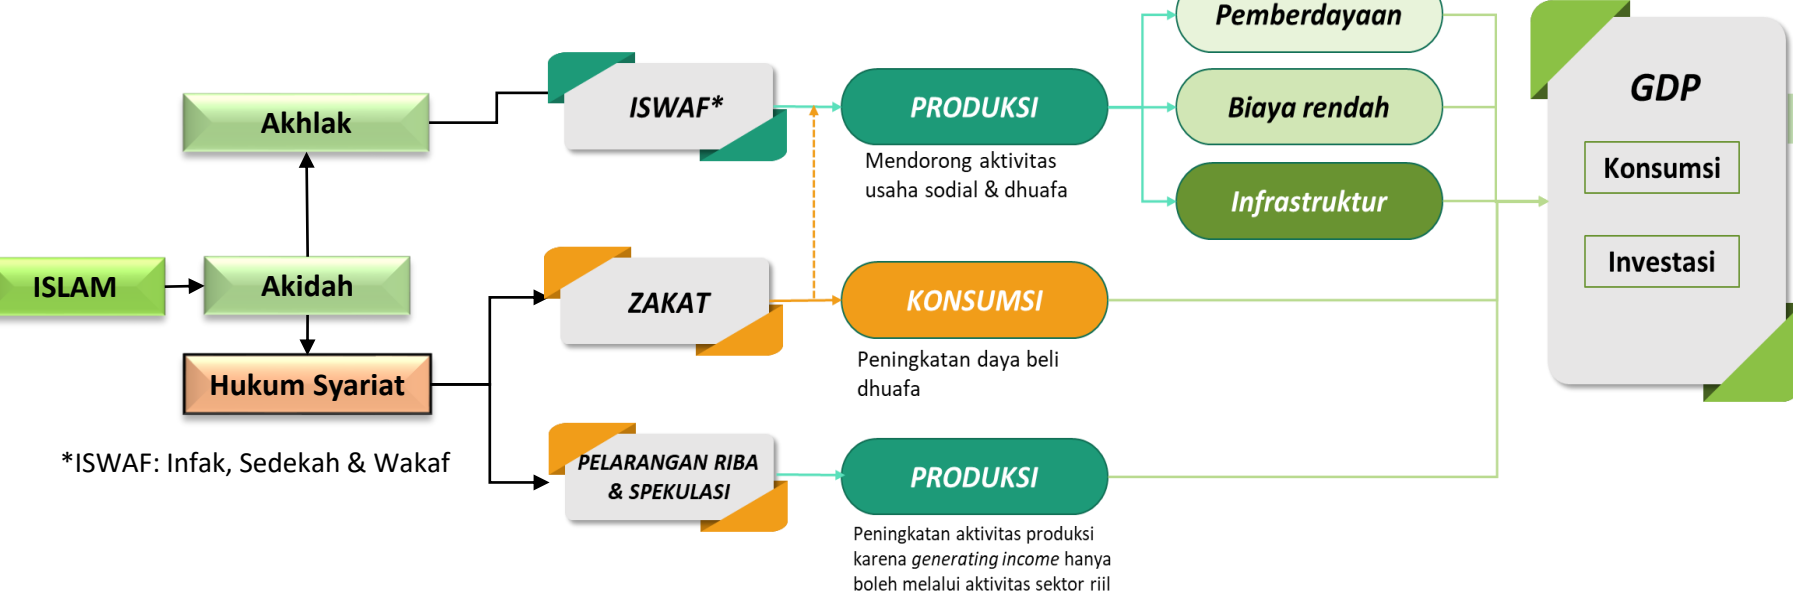 Pemberdayaan
GDP
Akhlak
ISWAF*
PRODUKSI
Biaya rendah
Mendorong aktivitas
usaha sodial & dhuafa
Konsumsi
Infrastruktur
ISLAM
Akidah
ZAKAT
KONSUMSI
Investasi
Peningkatan daya beli
dhuafa
Hukum Syariat
*ISWAF: Infak, Sedekah & Wakaf
PELARANGAN RIBA
& SPEKULASI
PRODUKSI
Peningkatan aktivitas produksi
karena generating income hanya
boleh melalui aktivitas sektor riil